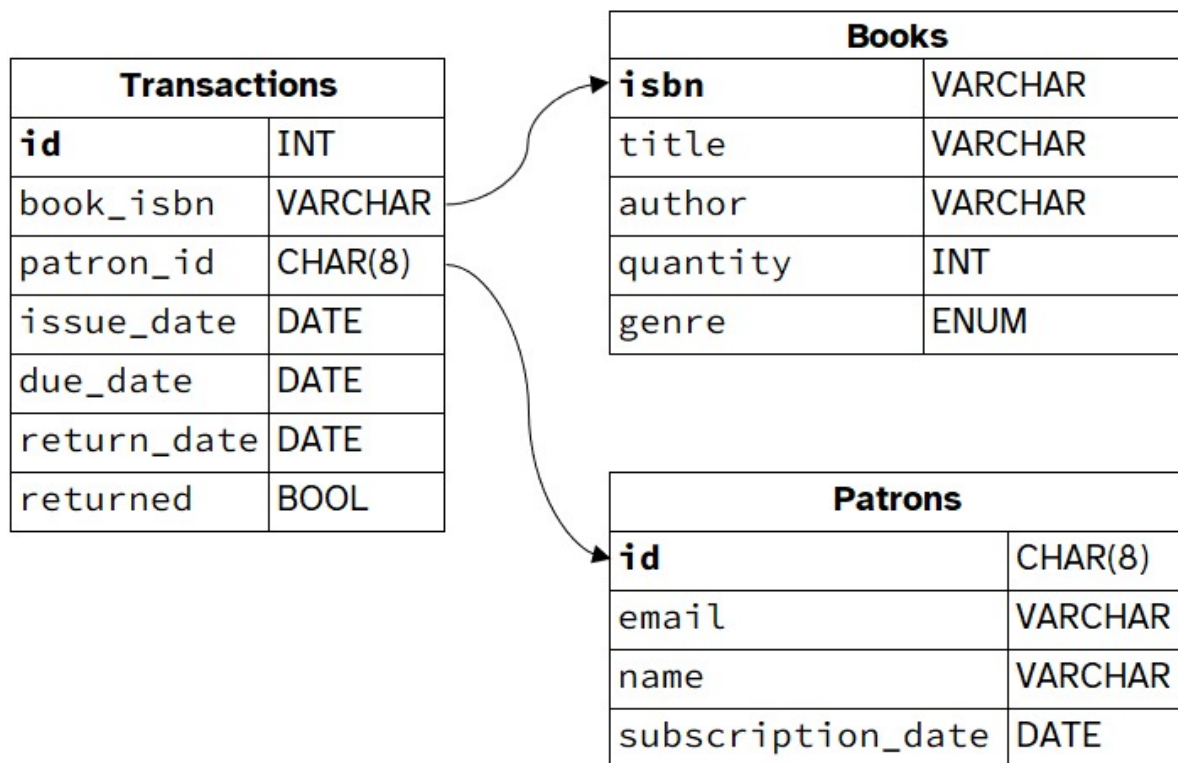 Transactions
id INT
book_isbn VARCHAR
patron_id CHAR(8)
issue_date DATE
due_date DATE
return_date DATE
returned BOOL
Books
isbn VARCHAR
title VARCHAR
author VARCHAR
quantity INT
genre ENUM
Patrons
id CHAR(8)
email VARCHAR
name VARCHAR
subscription_date DATE